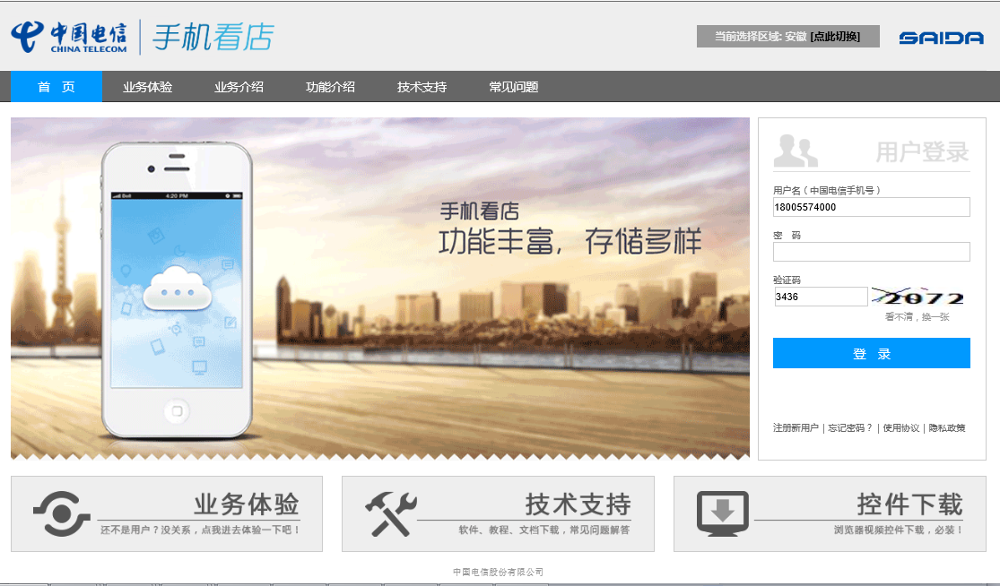 中国电信
CHINA TELECOM
手机看店
当前选择区域: 安徽 [点此切换]
SAIDA
首 页 业务体验 业务介绍 功能介绍 技术支持 常见问题
4:20 PM
手机看店
功能丰富，存储多样
用户登录
用户名 ( 中国电信手机号 )
18005574000
密 码
验证码
3436
2072
看不清，换一张
登 录
注册新用户 | 忘记密码？ | 使用协议 | 隐私政策
业务体验
还不是用户？没关系，点我进去体验一下吧！
技术支持
软件、教程、文档下载，常见问题解答
控件下载
浏览器视频控件下载，必装！
中国电信股份有限公司